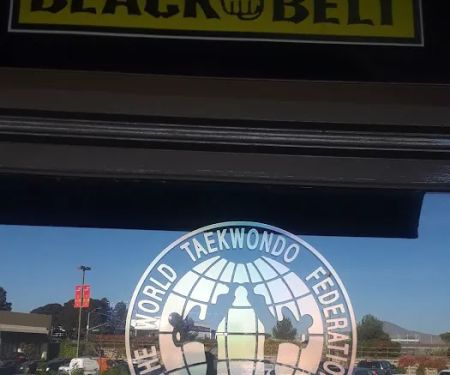 BLACK BELT
THE WORLD TAEKWONDO FEDERATION